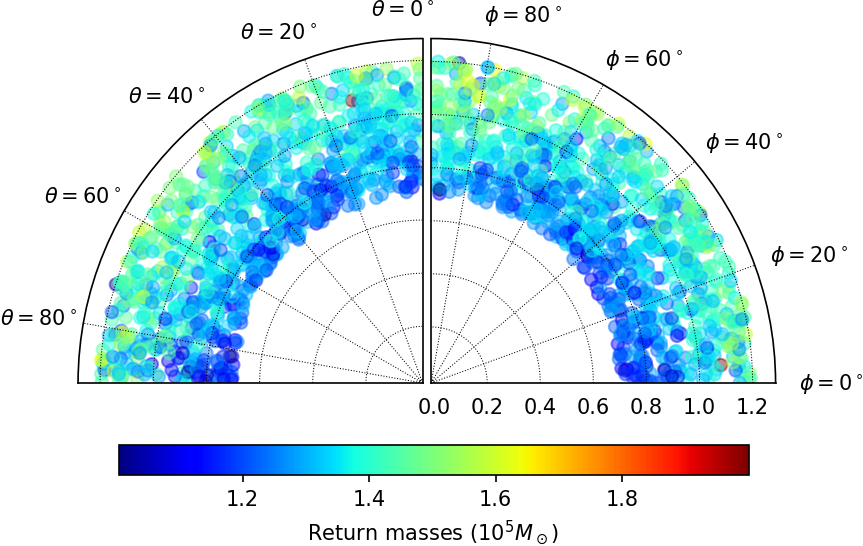 θ = 0°
θ = 20°
θ = 40°
θ = 60°
θ = 80°
ϕ = 80°
ϕ = 60°
ϕ = 40°
ϕ = 20°
ϕ = 0°
0.0 0.2 0.4 0.6 0.8 1.0 1.2
1.2 1.4 1.6 1.8
Return masses (10⁵M☉)